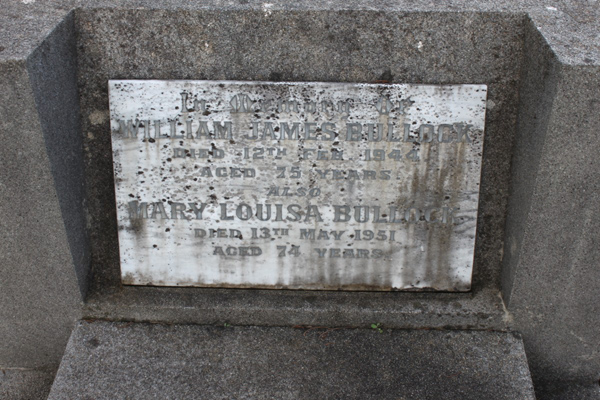 In Memory Of
WILLIAM JAMES BULLOCK
DIED 12TH FEB. 1944
AGED 75 YEARS
ALSO
MARY LOUISA BULLOCK
DIED 13TH MAY 1951
AGED 74 YEARS